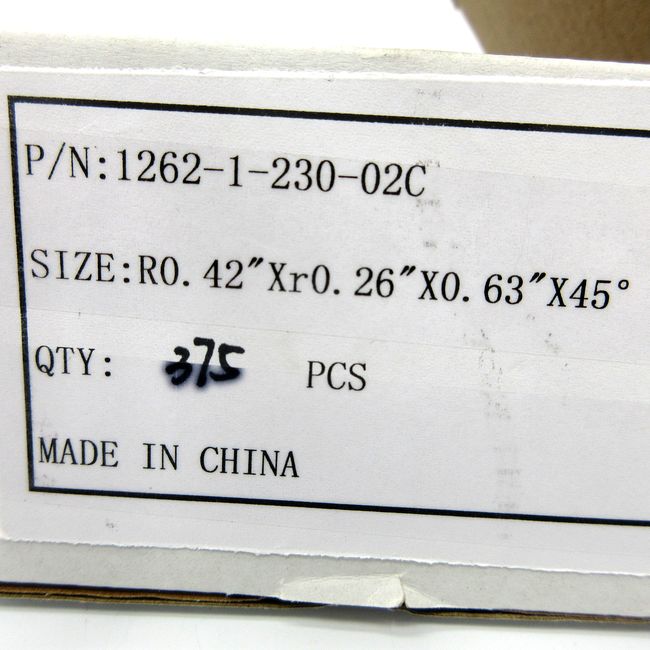 P/N:1262-1-230-02C
SIZE:R0.42"Xr0.26"X0.63"X45°
QTY: 375 PCS
MADE IN CHINA